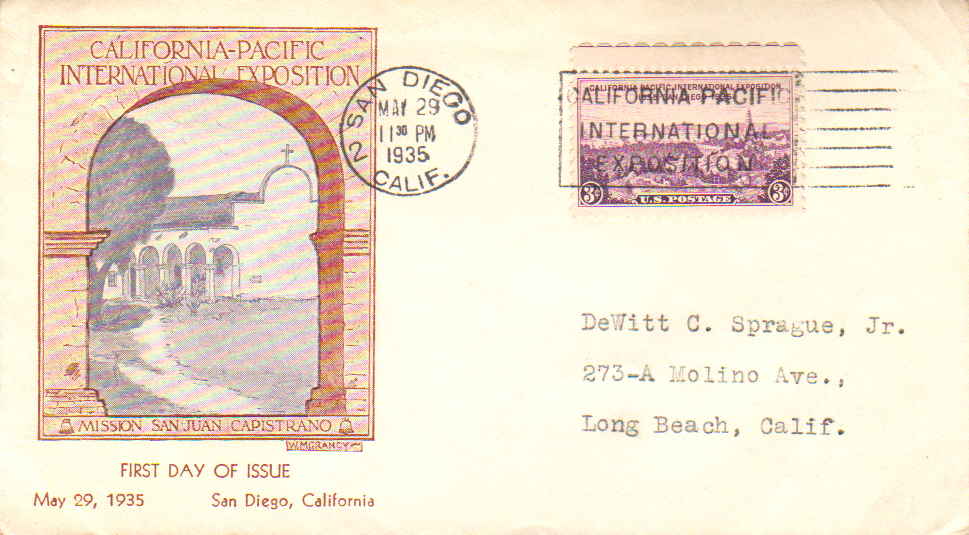 CALIFORNIA-PACIFIC
INTERNATIONAL EXPOSITION
MISSION SAN JUAN CAPISTRANO
W.M.GRANDY
FIRST DAY OF ISSUE
May 29, 1935 San Diego, California
SAN DIEGO
MAY 29
11 30 PM
1935
2 CALIF.
CALIFORNIA PACIFIC INTERNATIONAL EXPOSITION
CALIFORNIA PACIFIC
INTERNATIONAL
EXPOSITION
3¢ U.S. POSTAGE 3¢
DeWitt C. Sprague, Jr.
273-A Molino Ave.,
Long Beach, Calif.